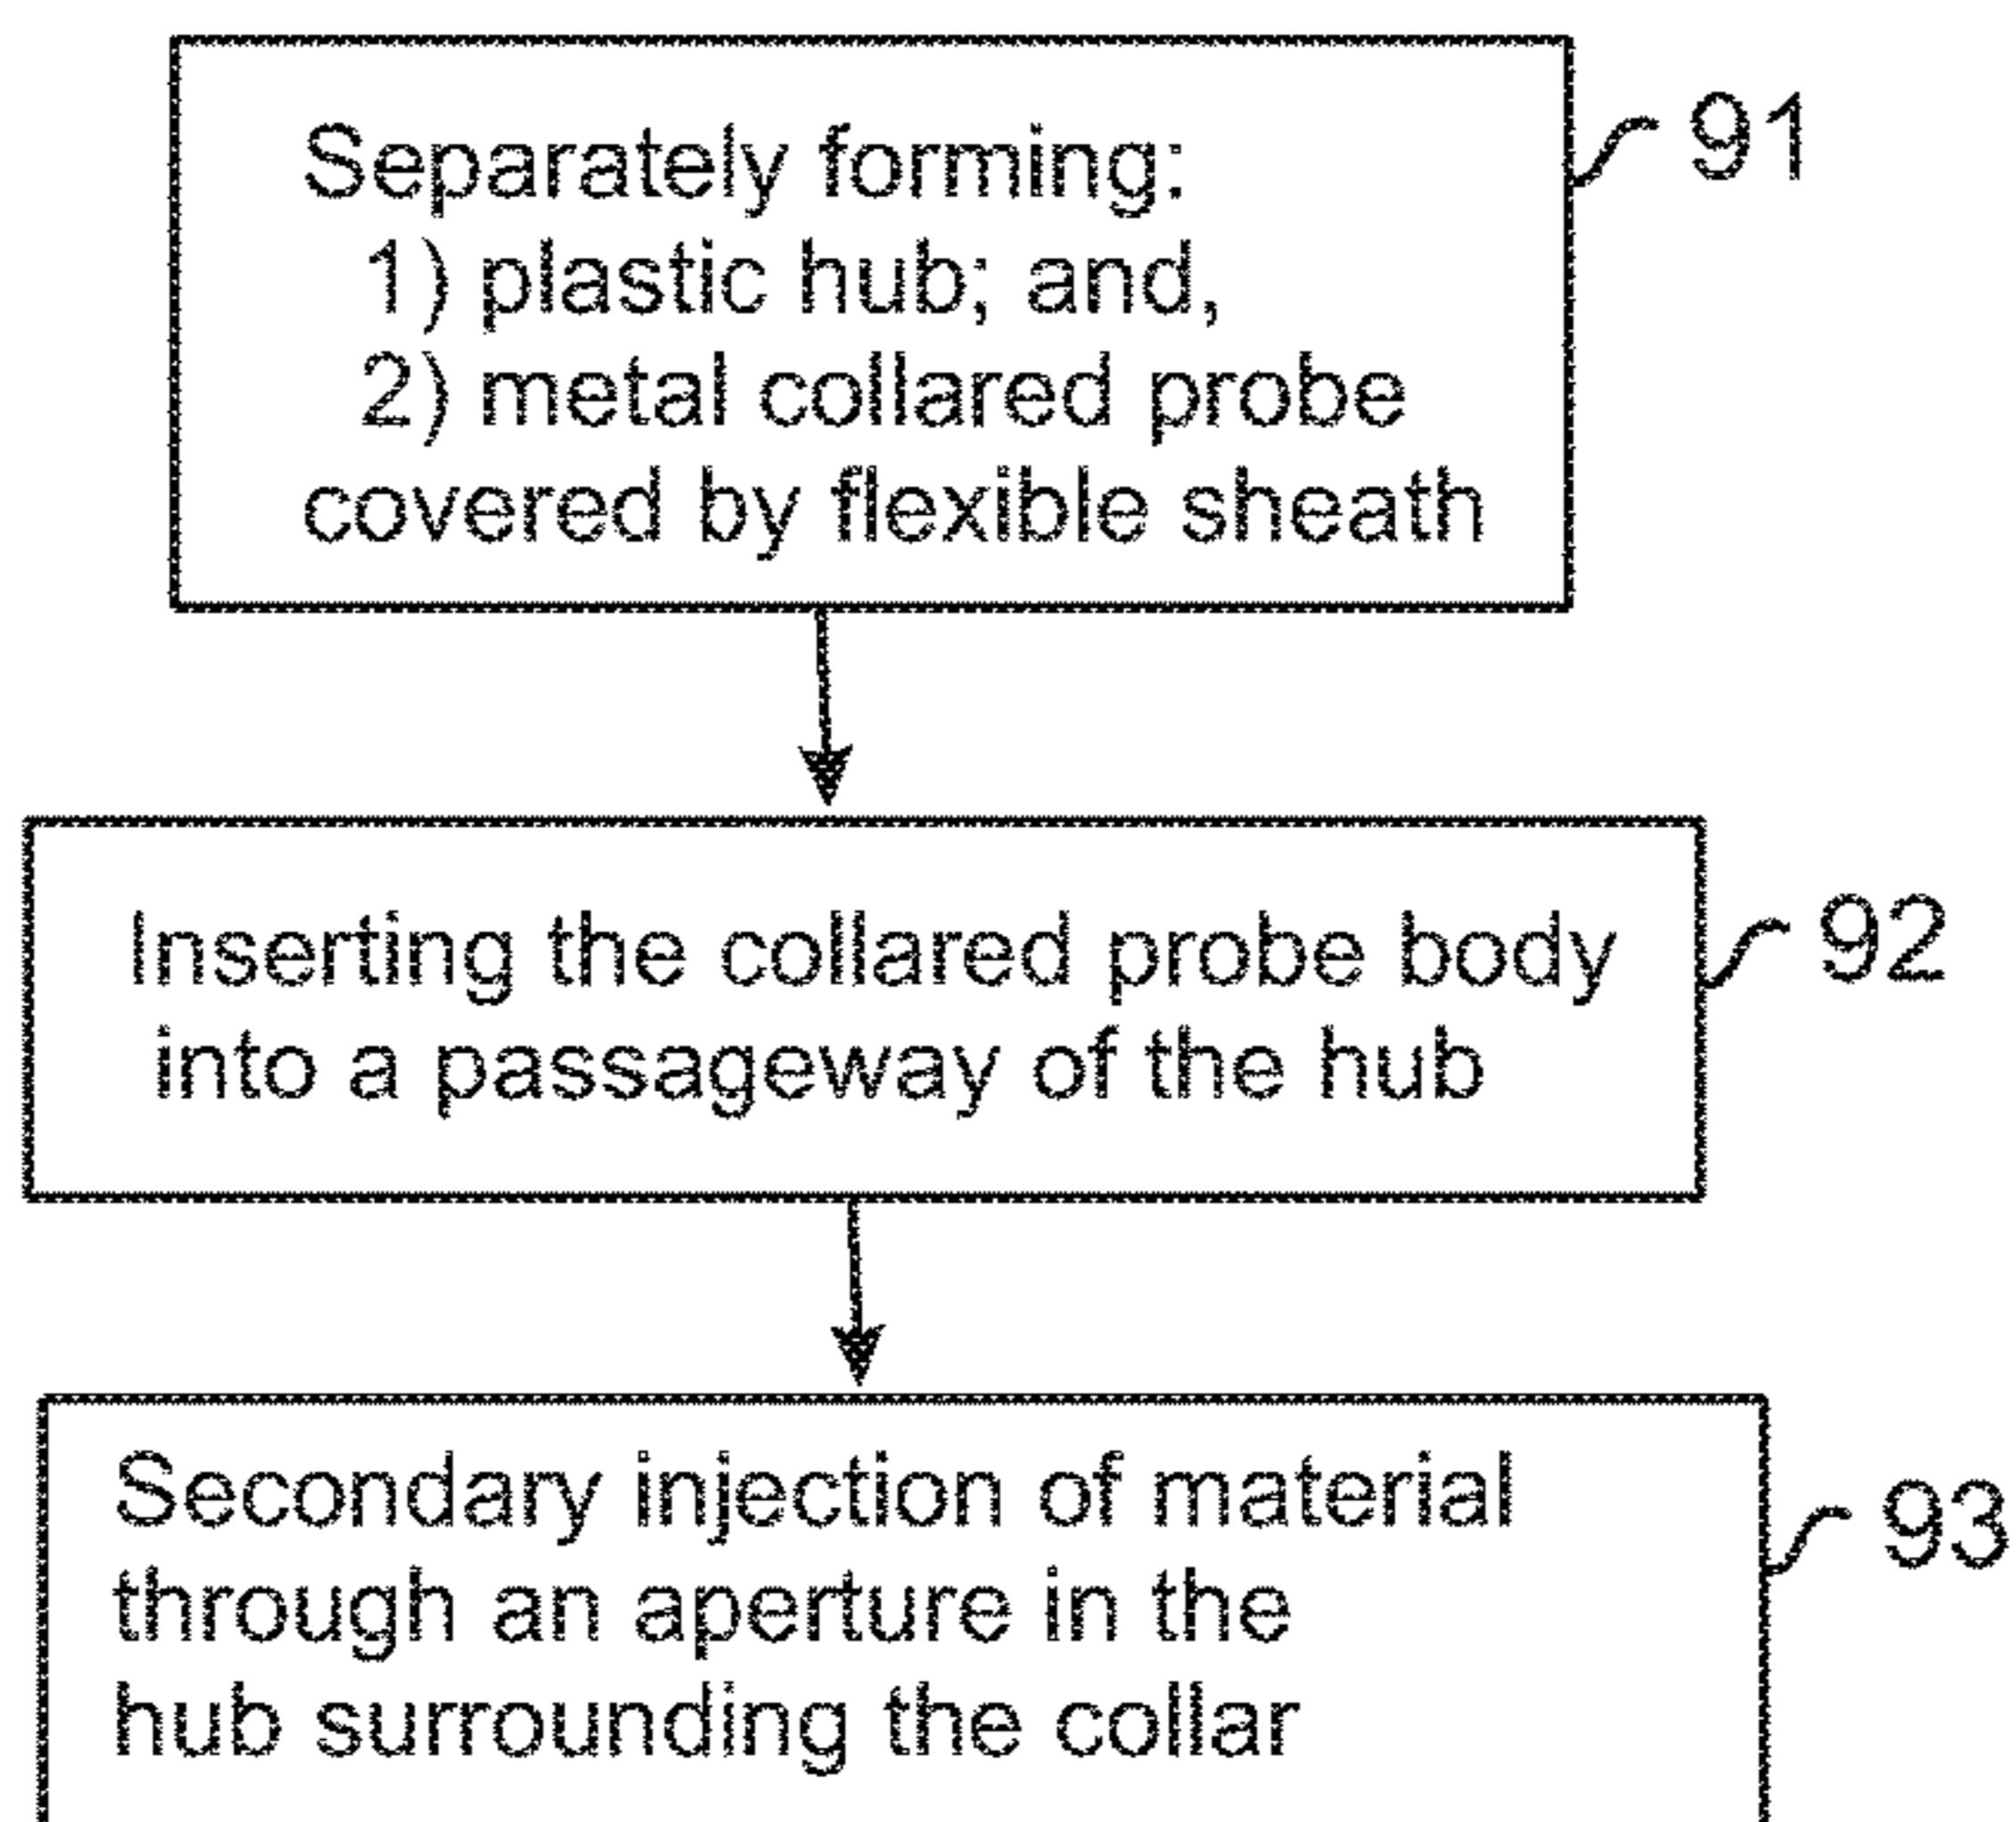 Separately forming:
1) plastic hub; and,
2) metal collared probe
covered by flexible sheath
91
Inserting the collared probe body
into a passageway of the hub
92
Secondary injection of material
through an aperture in the
hub surrounding the collar
93